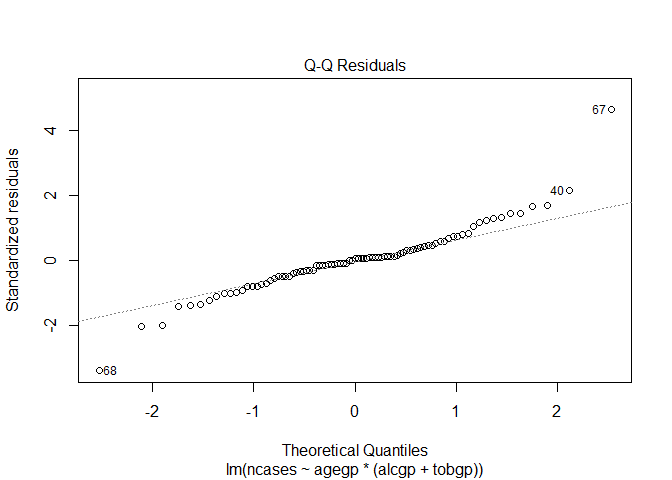 Q-Q Residuals
67
4
40
2
0
-2
68
-2 -1 0 1 2
Standardized residuals
Theoretical Quantiles
lm(ncases ~ agegp * (alcgp + tobgp))